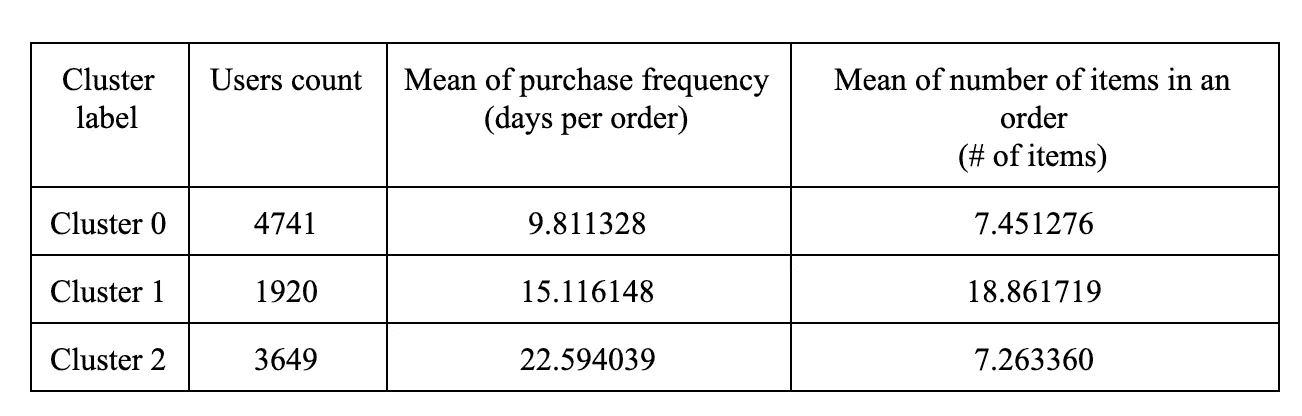 Cluster label
Users count
Mean of purchase frequency (days per order)
Mean of number of items in an order (# of items)
Cluster 0 4741 9.811328 7.451276
Cluster 1 1920 15.116148 18.861719
Cluster 2 3649 22.594039 7.263360